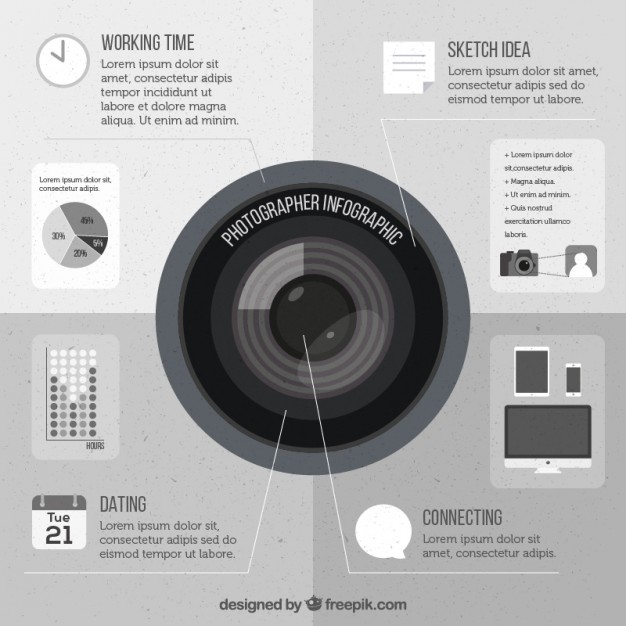 WORKING TIME
Lorem ipsum dolor sit
amet, consectetur adipis
tempor incididunt ut
labore et dolore magna
aliqua. Ut enim ad minim.
SKETCH IDEA
Lorem ipsum dolor sit amet,
consectetur adipis sed do
eismod tempor ut labore.
Lorem ipsum dolor sit,
consectetur adipis.
45%
30%
5%
20%
PHOTOGRAPHER INFOGRAPHIC
+ Lorem ipsum dolor
sit,consectetur adipis.
+ Magna aliqua.
+ Ut enim ad minim.
+ Quis nostrud
exercitation ullamco
laboris.
HOURS
Tue
21
DATING
Lorem ipsum dolor sit,
consectetur adipis sed do
eismod tempor ut labore.
CONNECTING
Lorem ipsum dolor sit
amet, consectetur adipis.
designed by freepik.com